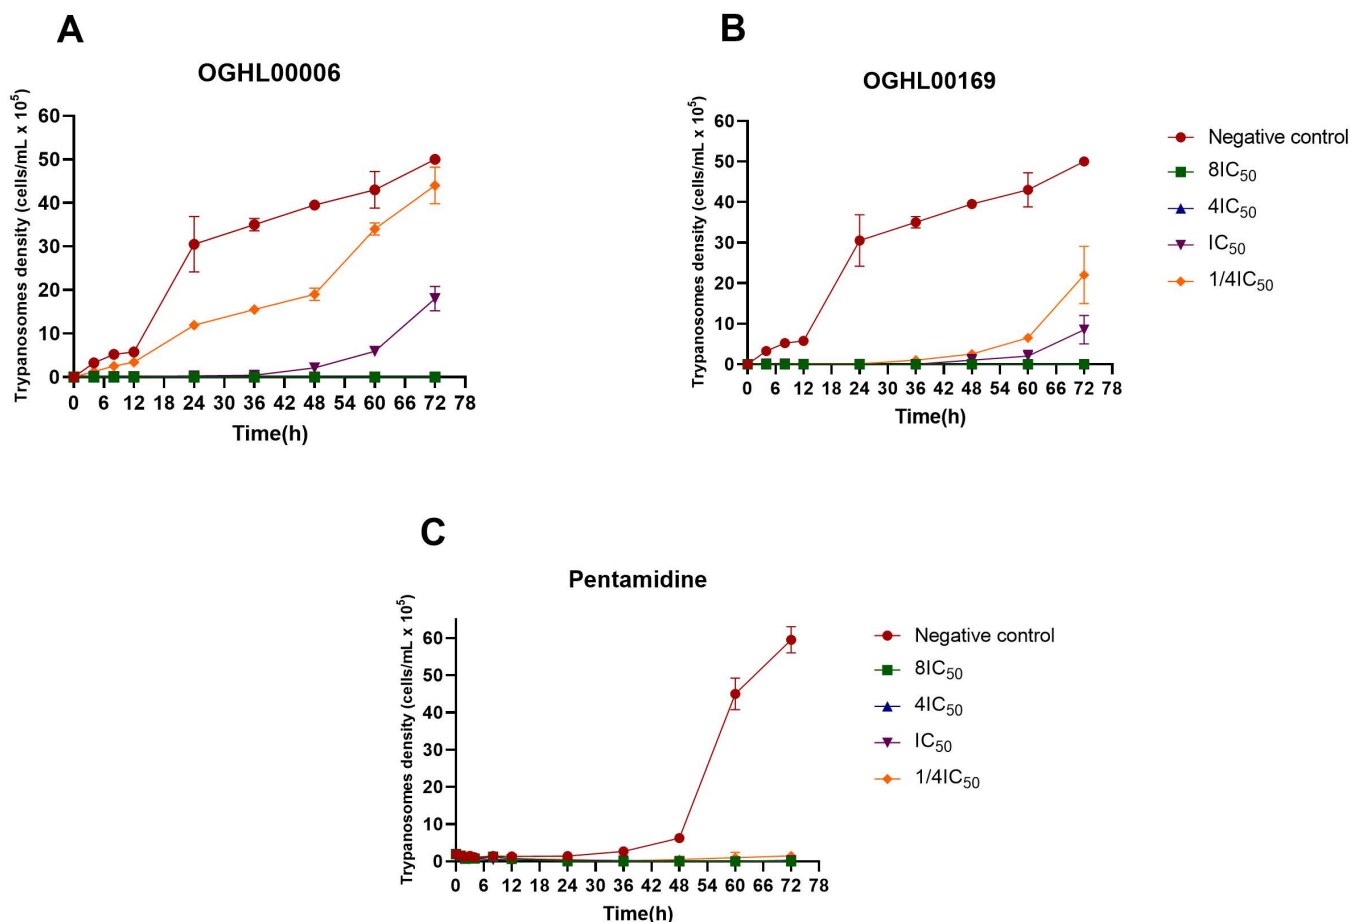 A
OGHL00006
Trypanosomes density (cells/mL x 10⁵)
60
50
40
30
20
10
0
0 6 12 18 24 30 36 42 48 54 60 66 72 78
Time(h)
B
OGHL00169
Trypanosomes density (cells/mL x 10⁵)
60
50
40
30
20
10
0
0 6 12 18 24 30 36 42 48 54 60 66 72 78
Time(h)
Negative control
8IC₅₀
4IC₅₀
IC₅₀
1/4IC₅₀
C
Pentamidine
Trypanosomes density (cells/mL x 10⁵)
60
50
40
30
20
10
0
0 6 12 24 30 36 42 48 54 60 66 72 78
Time(h)
Negative control
8IC₅₀
4IC₅₀
IC₅₀
1/4IC₅₀